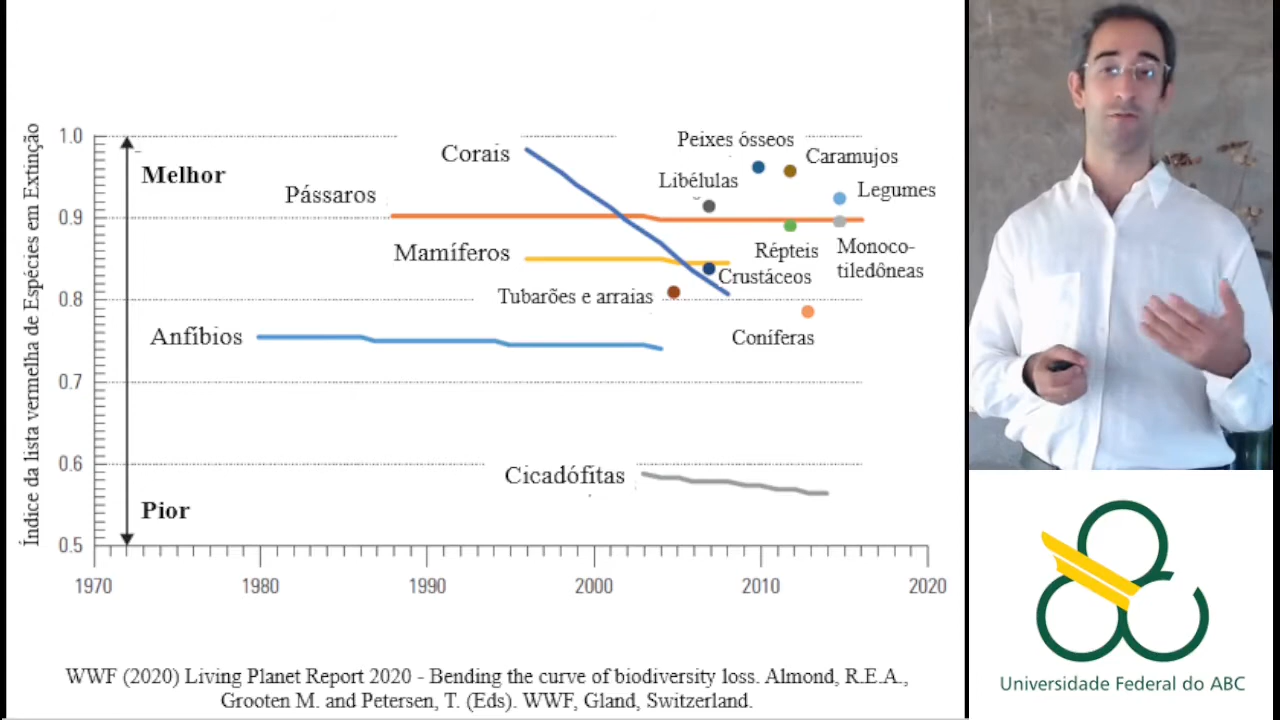 Índice da lista vermelha de Espécies em Extinção
1.0
0.9
0.8
0.7
0.6
0.5
Melhor
Pior
Corais
Pássaros
Mamíferos
Anfíbios
Tubarões e arraias
Cicadófitas
Peixes ósseos
Caramujos
Libélulas
Legumes
Répteis
Monoco-
tiledôneas
Crustáceos
Coníferas
1970
1980
1990
2000
2010
2020
WWF (2020) Living Planet Report 2020 - Bending the curve of biodiversity loss. Almond, R.E.A.,
Grooten M. and Petersen, T. (Eds). WWF, Gland, Switzerland.
Universidade Federal do ABC